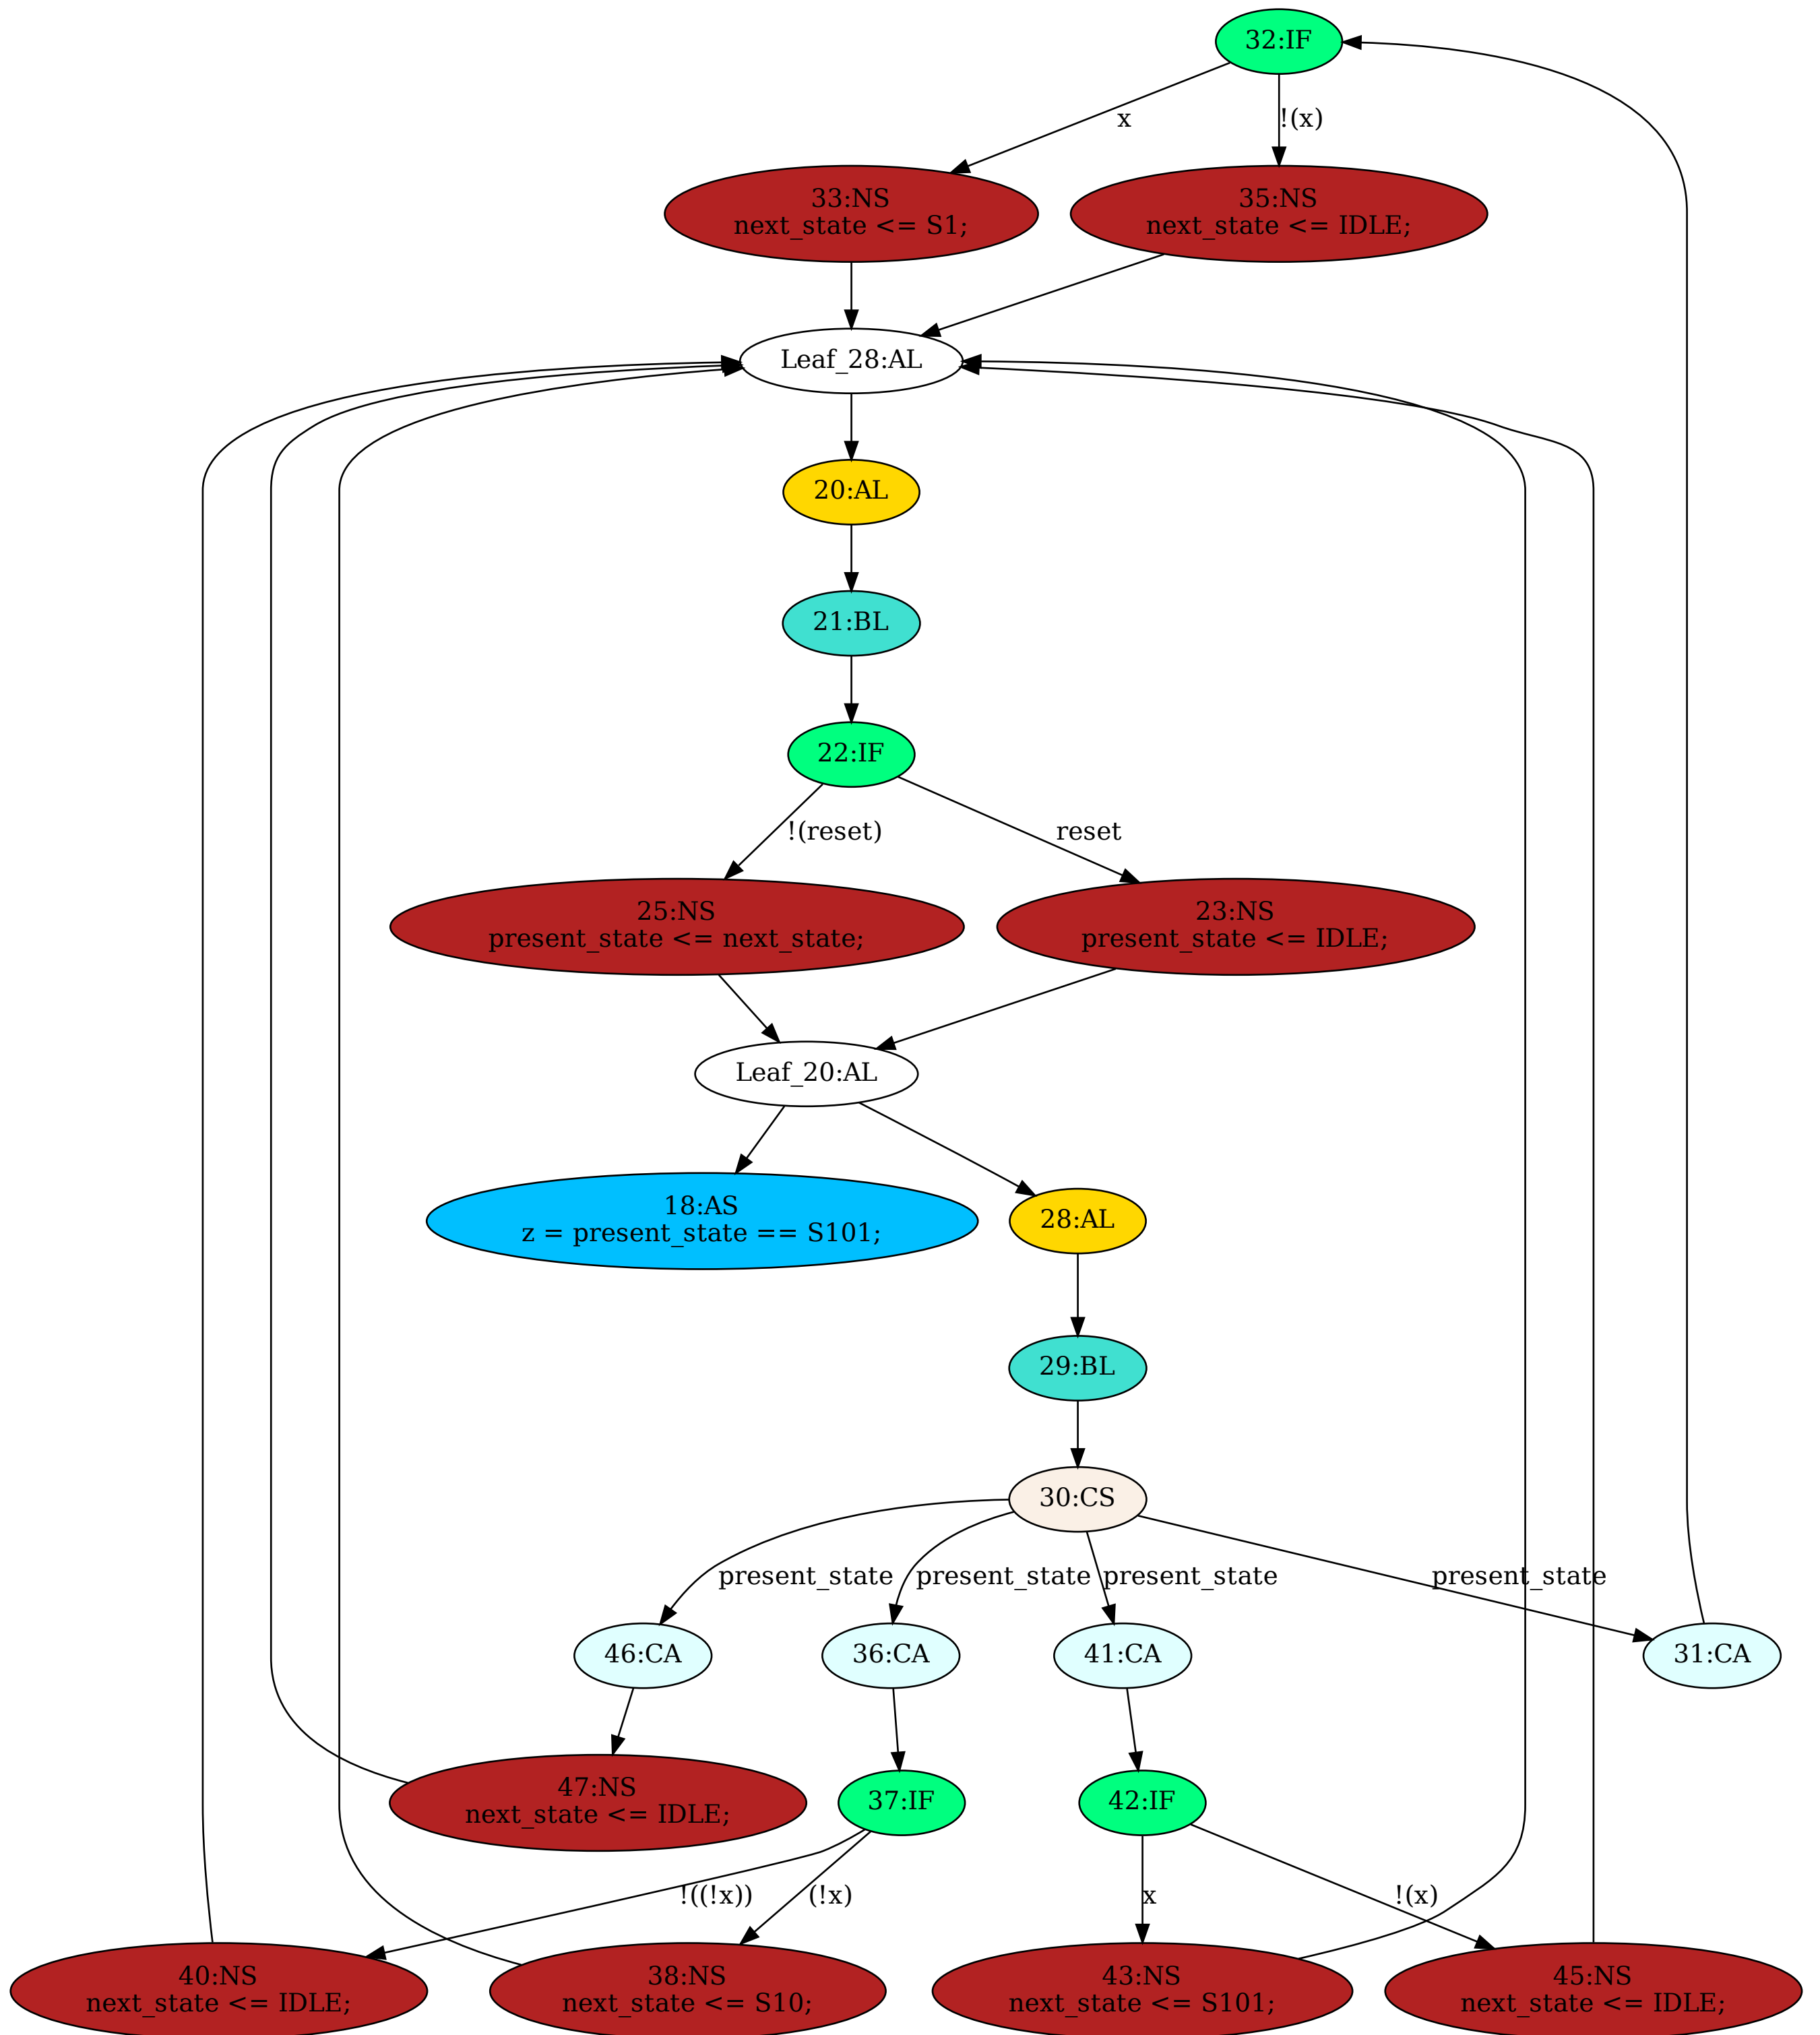 32:IF
x
!(x)
33:NS
next_state <= S1;
35:NS
next_state <= IDLE;
Leaf_28:AL
20:AL
21:BL
22:IF
!(reset)
reset
25:NS
present_state <= next_state;
23:NS
present_state <= IDLE;
Leaf_20:AL
18:AS
z = present_state == S101;
28:AL
29:BL
30:CS
present_state
present_state
present_state
present_state
46:CA
36:CA
41:CA
31:CA
47:NS
next_state <= IDLE;
37:IF
42:IF
!((!x))
(!x)
x
!(x)
40:NS
next_state <= IDLE;
38:NS
next_state <= S10;
43:NS
next_state <= S101;
45:NS
next_state <= IDLE;